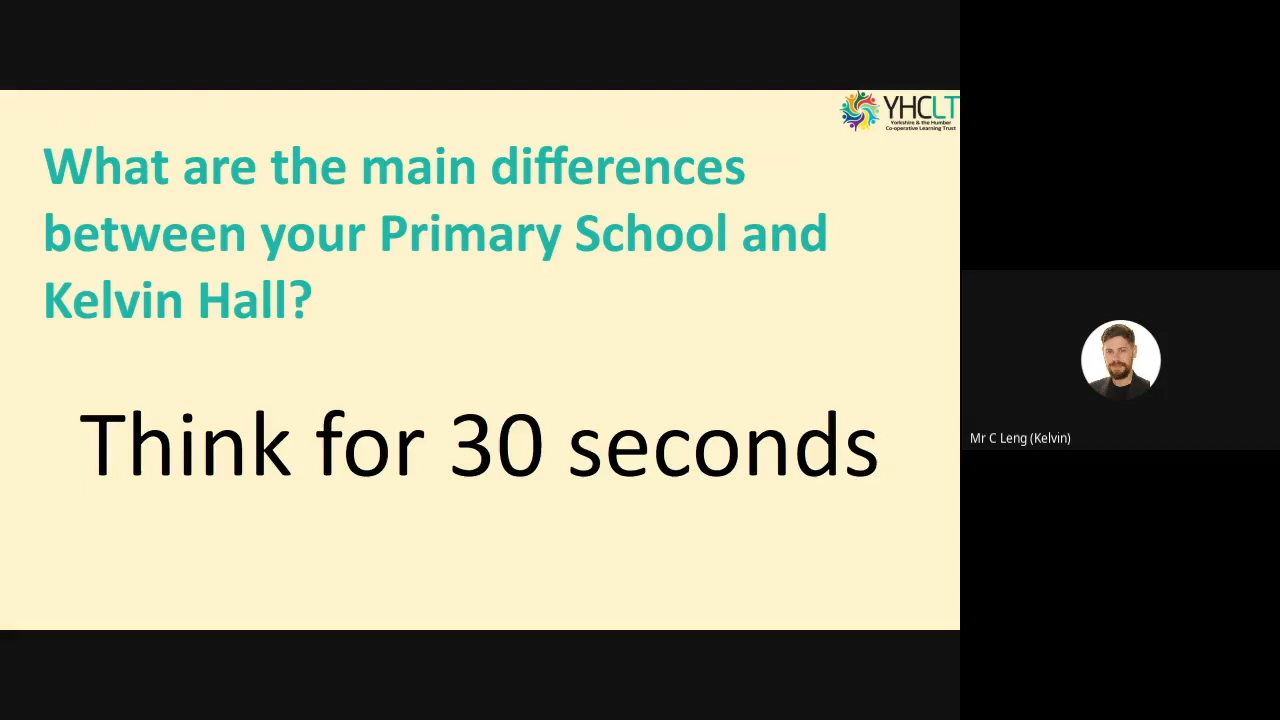 YHCLT
Yorkshire & the Humber
Co-operative Learning Trust
What are the main differences
between your Primary School and
Kelvin Hall?
Think for 30 seconds
Mr C Leng (Kelvin)